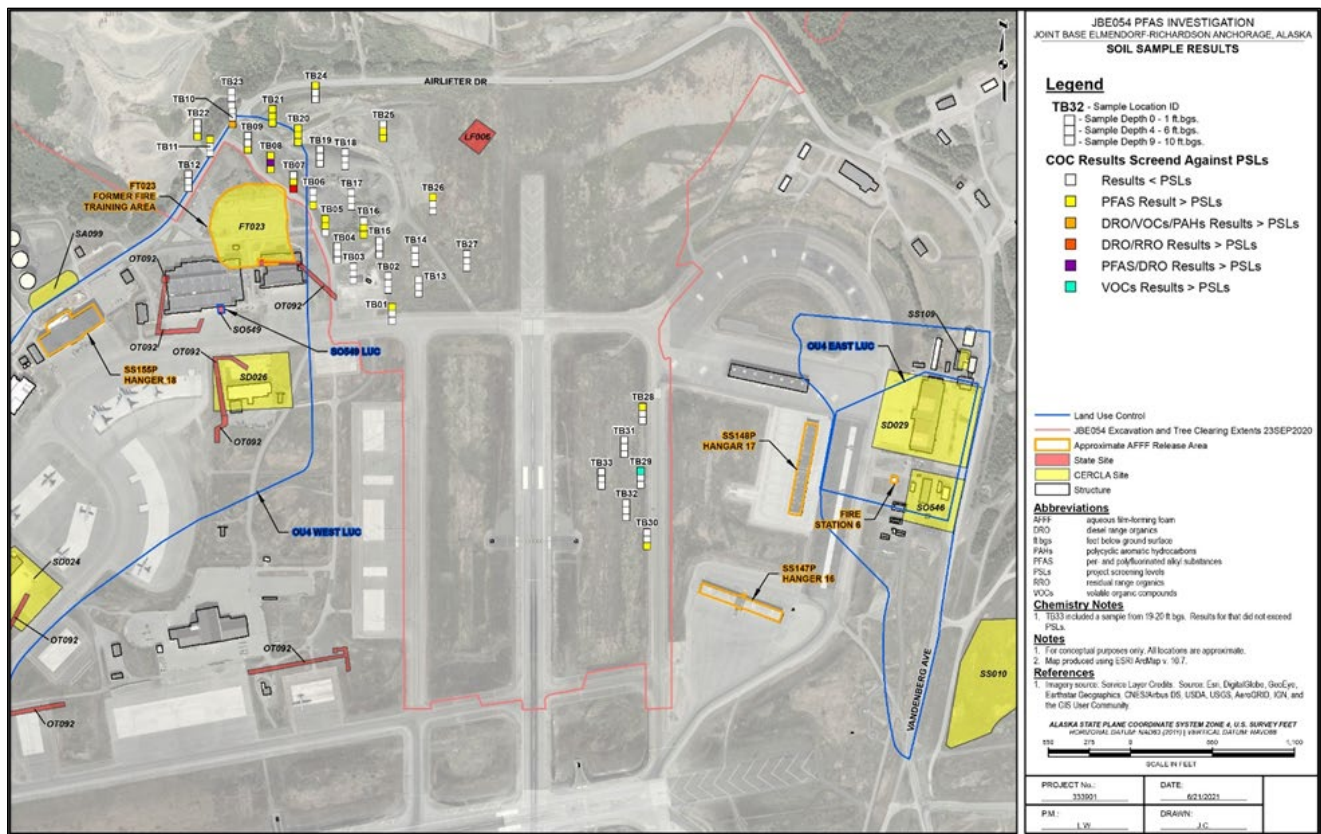 TB24
TB23
AIRLIFTER DR
TB10
TB21
TB22
TB20
TB25
TB09
LF006
TB11
TB08
TB19
TB18
TB12
TB07
FT023
FORMER FIRE
TRAINING AREA
TB06
TB17
TB26
TB05
TB16
FT023
TB15
SA099
TB04
TB14
TB27
OT092
TB03
TB02
TB13
OT092
TB01
SO549
SS109
OT092
OT092
SO549 LUC
OU4 EAST LUC
SS155P
HANGER 18
SD026
TB28
SD029
OT092
TB31
SS148P
HANGAR 17
TB33
TB29
TB32
FIRE
STATION 6
SO546
OU4 WEST LUC
TB30
SD024
SS147P
HANGER 16
OT092
OT092
SS010
VANDENBERG AVE
OT092
JBE054 PFAS INVESTIGATION
JOINT BASE ELMENDORF-RICHARDSON ANCHORAGE, ALASKA
SOIL SAMPLE RESULTS
Legend
TB32 - Sample Location ID
- Sample Depth 0 - 1 ft.bgs.
- Sample Depth 4 - 6 ft.bgs.
- Sample Depth 9 - 10 ft.bgs.
COC Results Screend Against PSLs
Results < PSLs
PFAS Result > PSLs
DRO/VOCs/PAHs Results > PSLs
DRO/RRO Results > PSLs
PFAS/DRO Results > PSLs
VOCs Results > PSLs
Land Use Control
JBE054 Excavation and Tree Clearing Extents 23SEP2020
Approximate AFFF Release Area
State Site
CERCLA Site
Structure
Abbreviations
AFFF aqueous film-forming foam
DRO diesel range organics
ft bgs feet below ground surface
PAHs polycyclic aromatic hydrocarbons
PFAS per- and polyfluorinated alkyl substances
PSLs project screening levels
RRO residual range organics
VOCs volatile organic compounds
Chemistry Notes
1. TB33 included a sample from 19-20 ft.bgs. Results for that did not exceed
PSLs.
Notes
1. For conceptual purposes only. All locations are approximate.
2. Map produced using ESRI ArcMap v. 10.7.
References
1. Imagery source: Service Layer Credits: Source: Esri, DigitalGlobe, GeoEye,
Earthstar Geographics, CNES/Airbus DS, USDA, USGS, AeroGRID, IGN, and
the GIS User Community
ALASKA STATE PLANE COORDINATE SYSTEM ZONE 4, U.S. SURVEY FEET
HORIZONAL DATUM: NAD83 (2011) | VERTICAL DATUM: NAVD88
550 275 0 550 1,100
SCALE IN FEET
PROJECT No.:
333901
DATE:
6/21/2021
P.M.:
L.W.
DRAWN:
J.C.